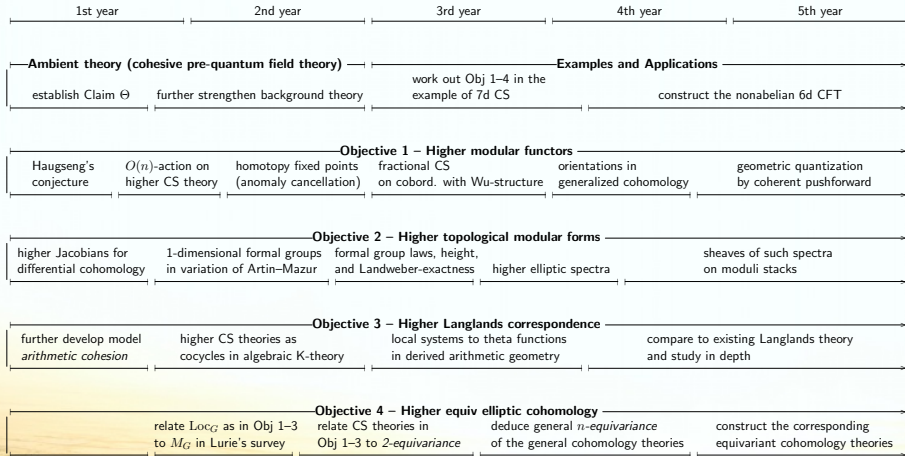 1st year 2nd year 3rd year 4th year 5th year
Ambient theory (cohesive pre-quantum field theory) Examples and Applications
establish Claim Θ
further strengthen background theory
work out Obj 1–4 in the
example of 7d CS
construct the nonabelian 6d CFT
Objective 1 – Higher modular functors
Haugseng's
conjecture
O(n)-action on
higher CS theory
homotopy fixed points
(anomaly cancellation)
fractional CS
on cobord. with Wu-structure
orientations in
generalized cohomology
geometric quantization
by coherent pushforward
Objective 2 – Higher topological modular forms
higher Jacobians for
differential cohomology
1-dimensional formal groups
in variation of Artin–Mazur
formal group laws, height,
and Landweber-exactness
higher elliptic spectra
sheaves of such spectra
on moduli stacks
Objective 3 – Higher Langlands correspondence
further develop model
arithmetic cohesion
higher CS theories as
cocycles in algebraic K-theory
local systems to theta functions
in derived arithmetic geometry
compare to existing Langlands theory
and study in depth
Objective 4 – Higher equiv elliptic cohomology
relate Loc_G as in Obj 1–3
to M_G in Lurie's survey
relate CS theories in
Obj 1–3 to 2-equivariance
deduce general n-equivariance
of the general cohomology theories
construct the corresponding
equivariant cohomology theories